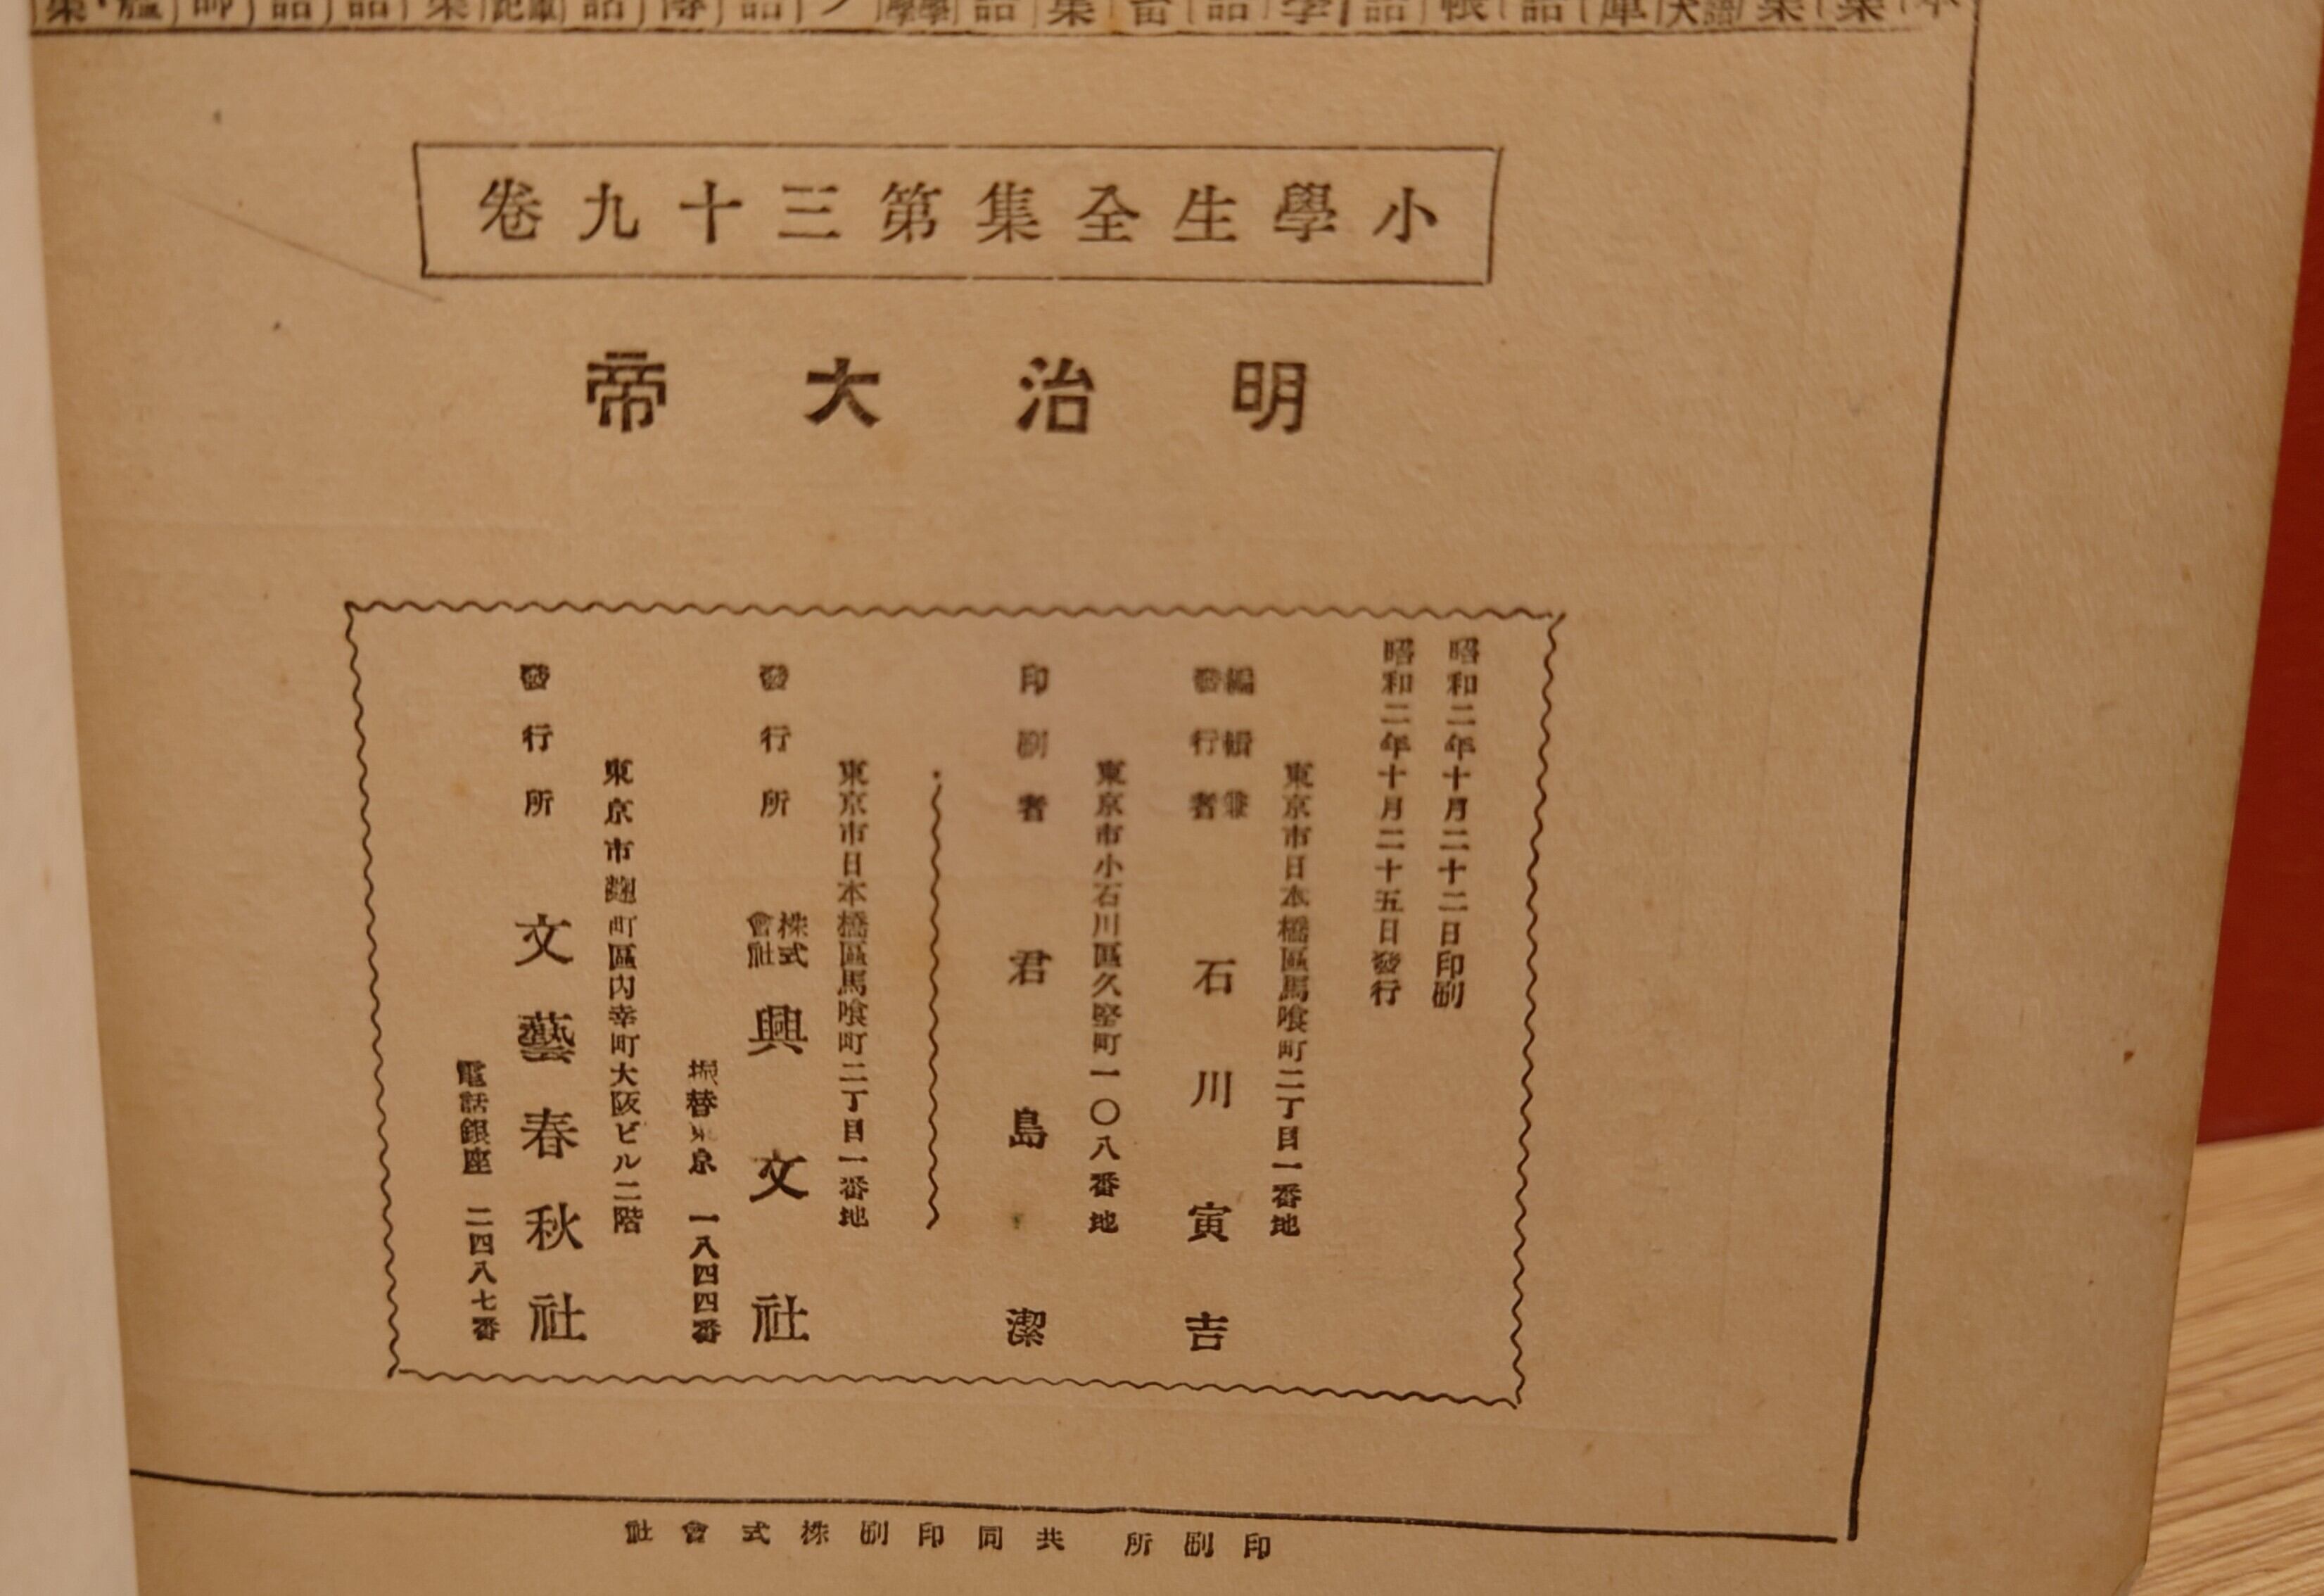 小學生全集第三十九卷
明治大帝
昭和二年十月二十二日印刷
昭和二年十月二十五日發行
東京市日本橋區馬喰町二丁目一番地
編輯兼
發行者 石川寅吉
東京市小石川區久堅町一〇八番地
印刷者 君島潔
東京市日本橋區馬喰町二丁目一番地
發行所 株式會社 興文社
振替東京 一八四四番
東京市麹町區内幸町大阪ビル二階
發行所 文藝春秋社
電話銀座 二四八七番
印刷所 共同印刷株式會社